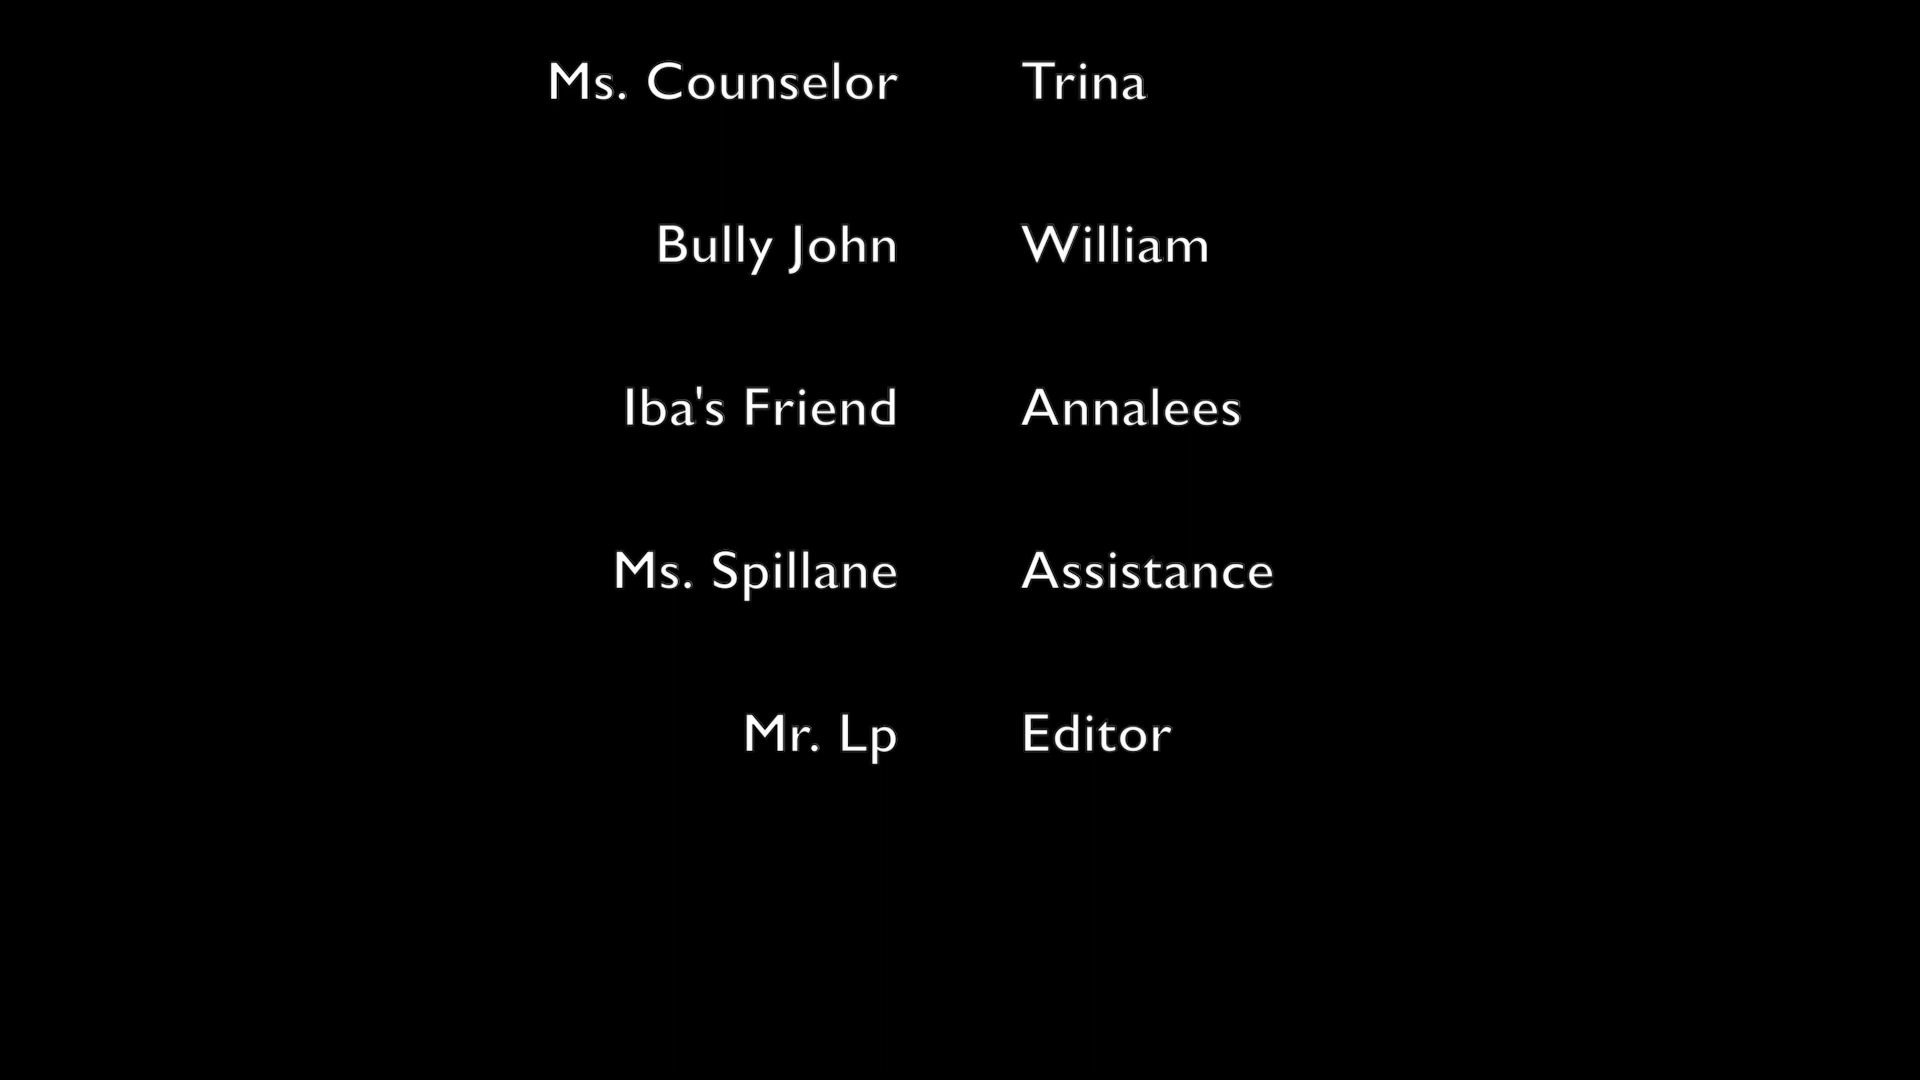 Ms. Counselor Trina
Bully John William
Iba's Friend Annalees
Ms. Spillane Assistance
Mr. Lp Editor